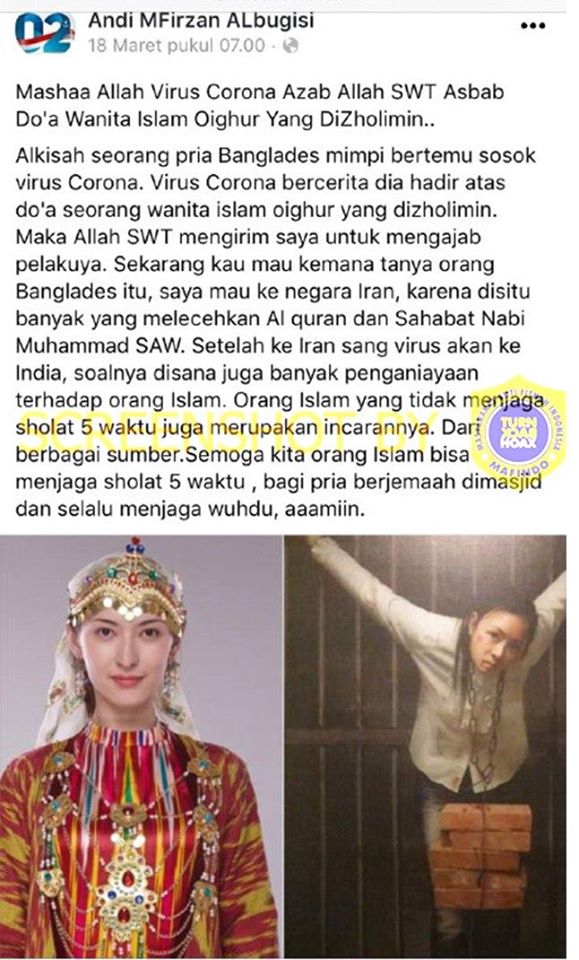 02
Andi MFirzan ALbugisi
18 Maret pukul 07.00 ·
Mashaa Allah Virus Corona Azab Allah SWT Asbab
Do'a Wanita Islam Oighur Yang DiZholimin..
Alkisah seorang pria Banglades mimpi bertemu sosok
virus Corona. Virus Corona bercerita dia hadir atas
do'a seorang wanita islam oighur yang dizholimin.
Maka Allah SWT mengirim saya untuk mengajab
pelakuya. Sekarang kau mau kemana tanya orang
Banglades itu, saya mau ke negara Iran, karena disitu
banyak yang melecehkan Al quran dan Sahabat Nabi
Muhammad SAW. Setelah ke Iran sang virus akan ke
India, soalnya disana juga banyak penganiayaan
terhadap orang Islam. Orang Islam yang tidak menjaga
sholat 5 waktu juga merupakan incarannya. Dari
berbagai sumber.Semoga kita orang Islam bisa
menjaga sholat 5 waktu , bagi pria berjemaah dimasjid
dan selalu menjaga wuhdu, aaamiin.
SCREENSHOT BY
TURN
BACK
HOAX
MAFINDO